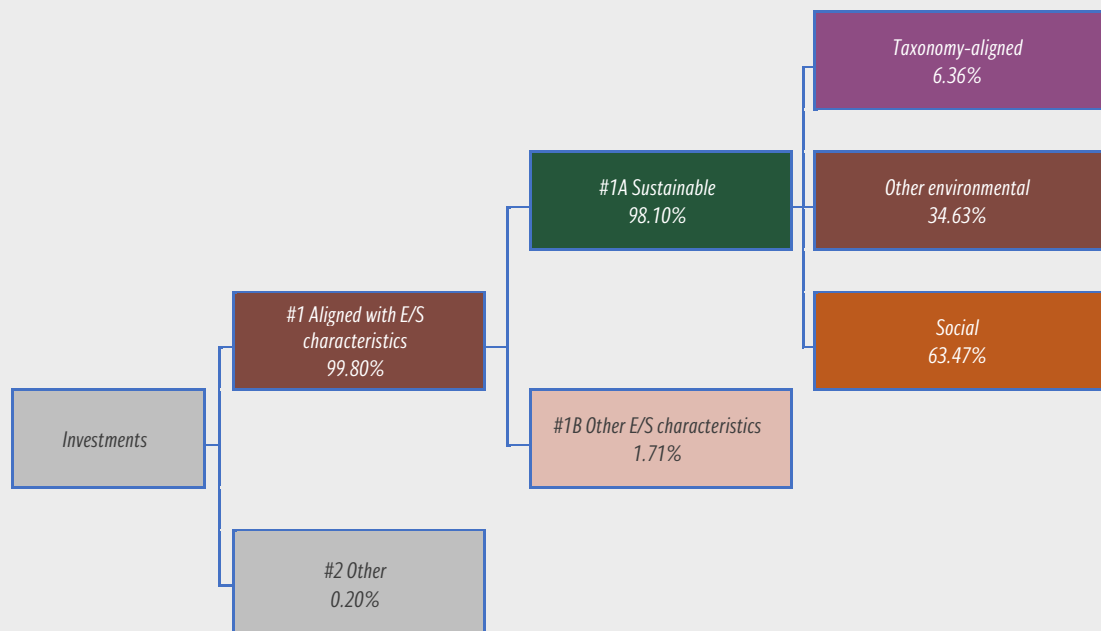 Taxonomy-aligned
6.36%
#1A Sustainable
98.10%
Other environmental
34.63%
#1 Aligned with E/S
characteristics
99.80%
Social
63.47%
Investments
#1B Other E/S characteristics
1.71%
#2 Other
0.20%